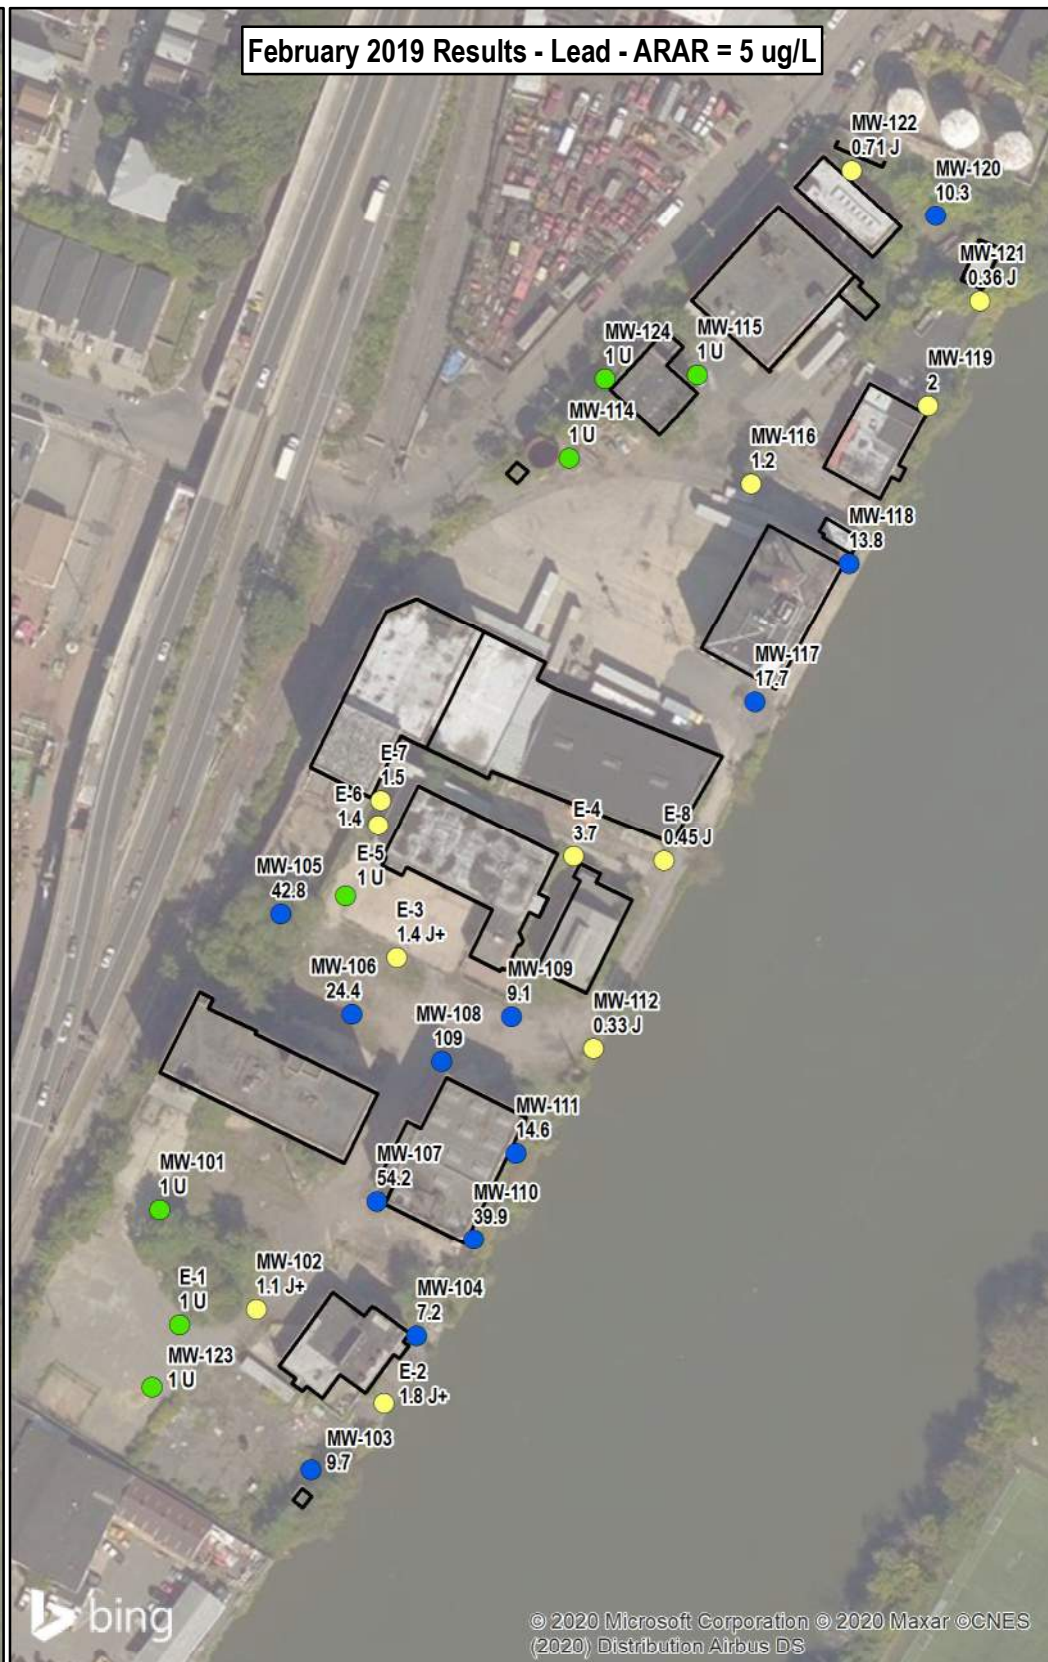 February 2019 Results - Lead - ARAR = 5 ug/L
MW-122
0.71 J
MW-120
10.3
MW-121
0.36 J
MW-124
1 U
MW-115
1 U
MW-119
2
MW-114
1 U
MW-116
1.2
MW-118
13.8
MW-117
17.7
E-7
1.5
E-6
1.4
E-4
3.7
E-8
0.45 J
E-5
1 U
MW-105
42.8
E-3
1.4 J+
MW-106
24.4
MW-109
9.1
MW-108
109
MW-112
0.33 J
MW-111
14.6
MW-107
54.2
MW-101
1 U
MW-110
39.9
MW-102
1.1 J+
E-1
1 U
MW-104
7.2
MW-123
1 U
E-2
1.8 J+
MW-103
9.7
bing
© 2020 Microsoft Corporation © 2020 Maxar ©CNES
(2020) Distribution Airbus DS